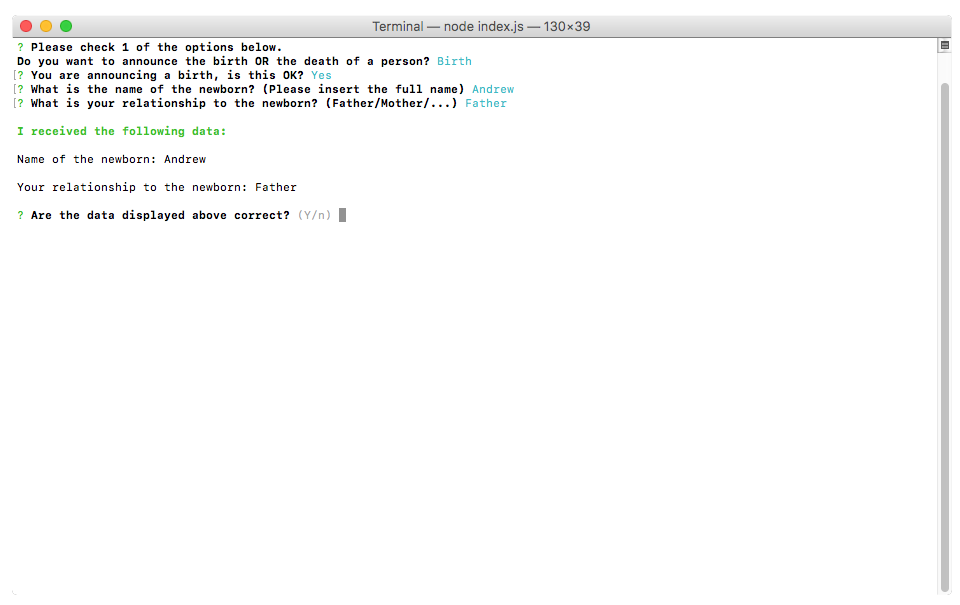 Terminal — node index.js — 130×39
? Please check 1 of the options below.
Do you want to announce the birth OR the death of a person? Birth
[? You are announcing a birth, is this OK? Yes
[? What is the name of the newborn? (Please insert the full name) Andrew
[? What is your relationship to the newborn? (Father/Mother/...) Father
I received the following data:
Name of the newborn: Andrew
Your relationship to the newborn: Father
? Are the data displayed above correct? (Y/n)